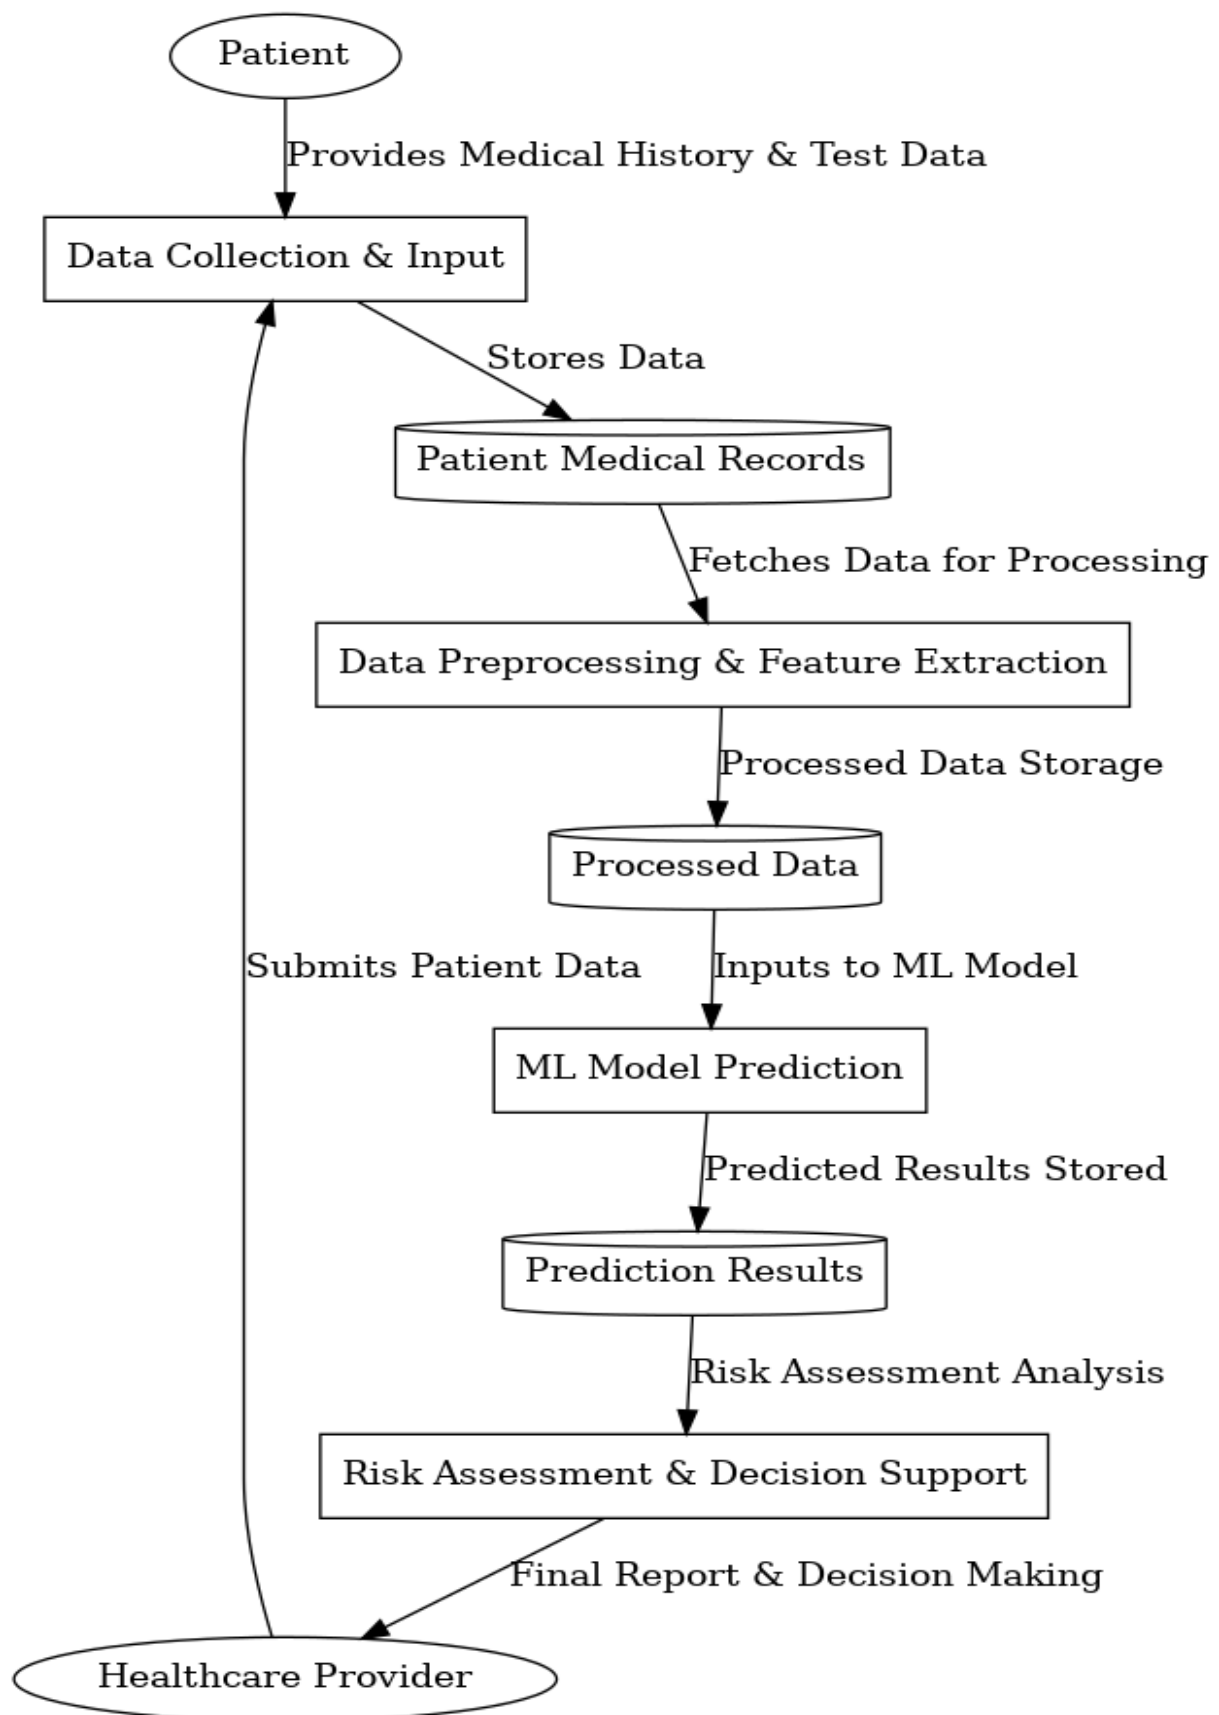 Patient
Provides Medical History & Test Data
Data Collection & Input
Stores Data
Patient Medical Records
Fetches Data for Processing
Data Preprocessing & Feature Extraction
Processed Data Storage
Processed Data
Submits Patient Data
Inputs to ML Model
ML Model Prediction
Predicted Results Stored
Prediction Results
Risk Assessment Analysis
Risk Assessment & Decision Support
Final Report & Decision Making
Healthcare Provider